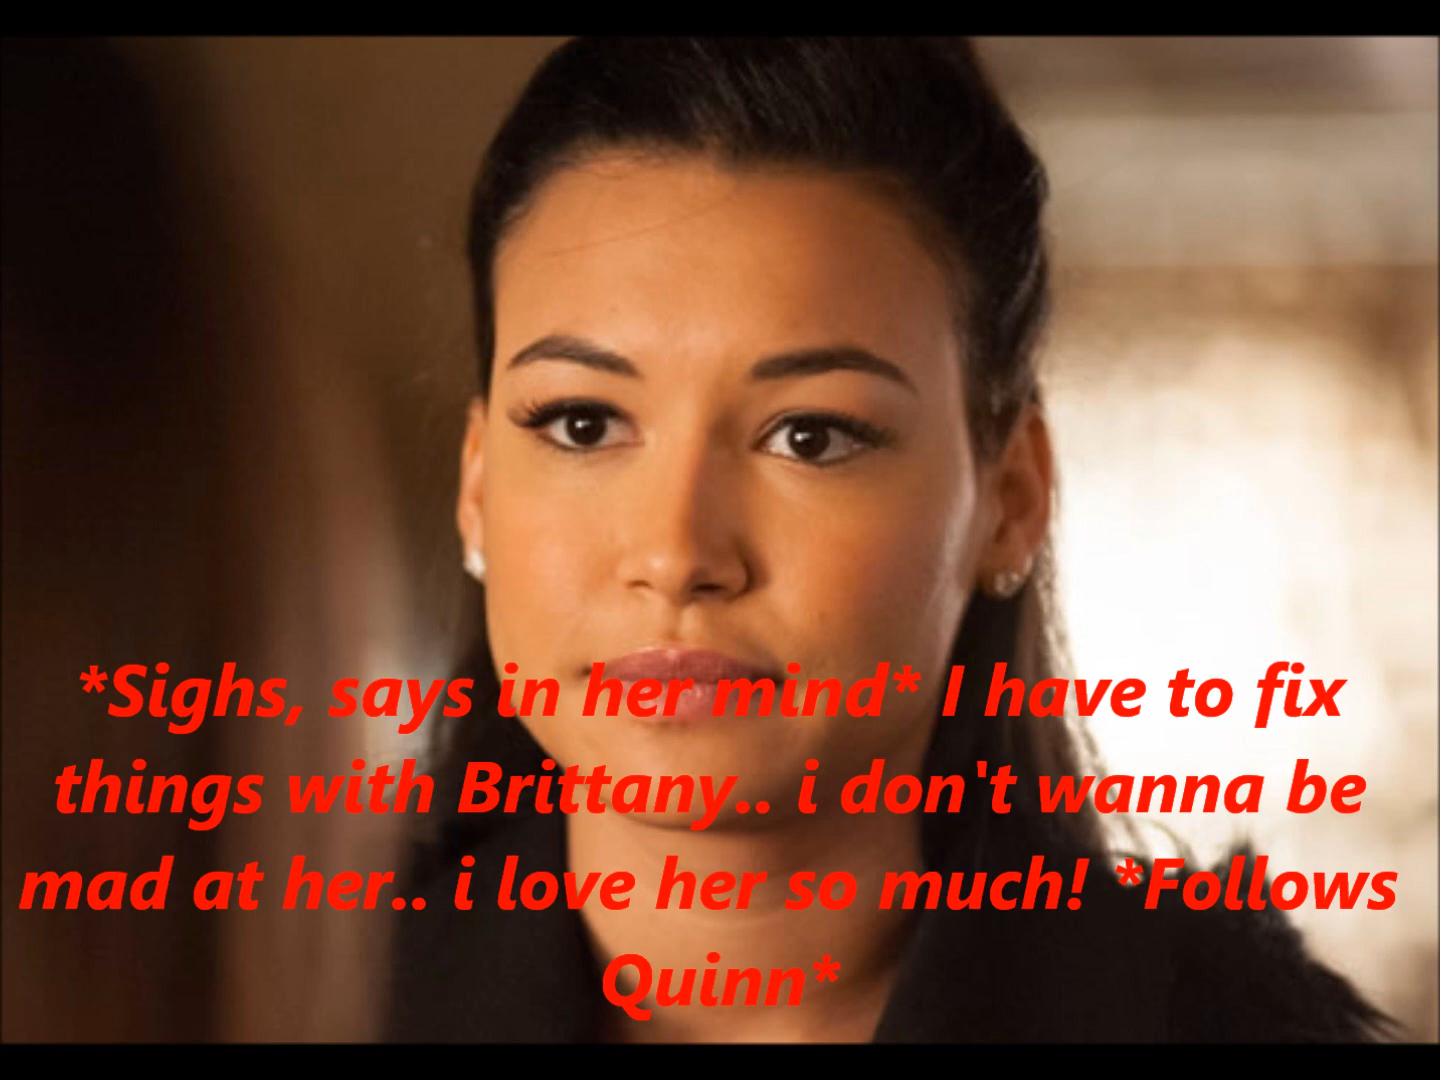 *Sighs, says in her mind* I have to fix
things with Brittany.. i don't wanna be
mad at her.. i love her so much! *Follows
Quinn*